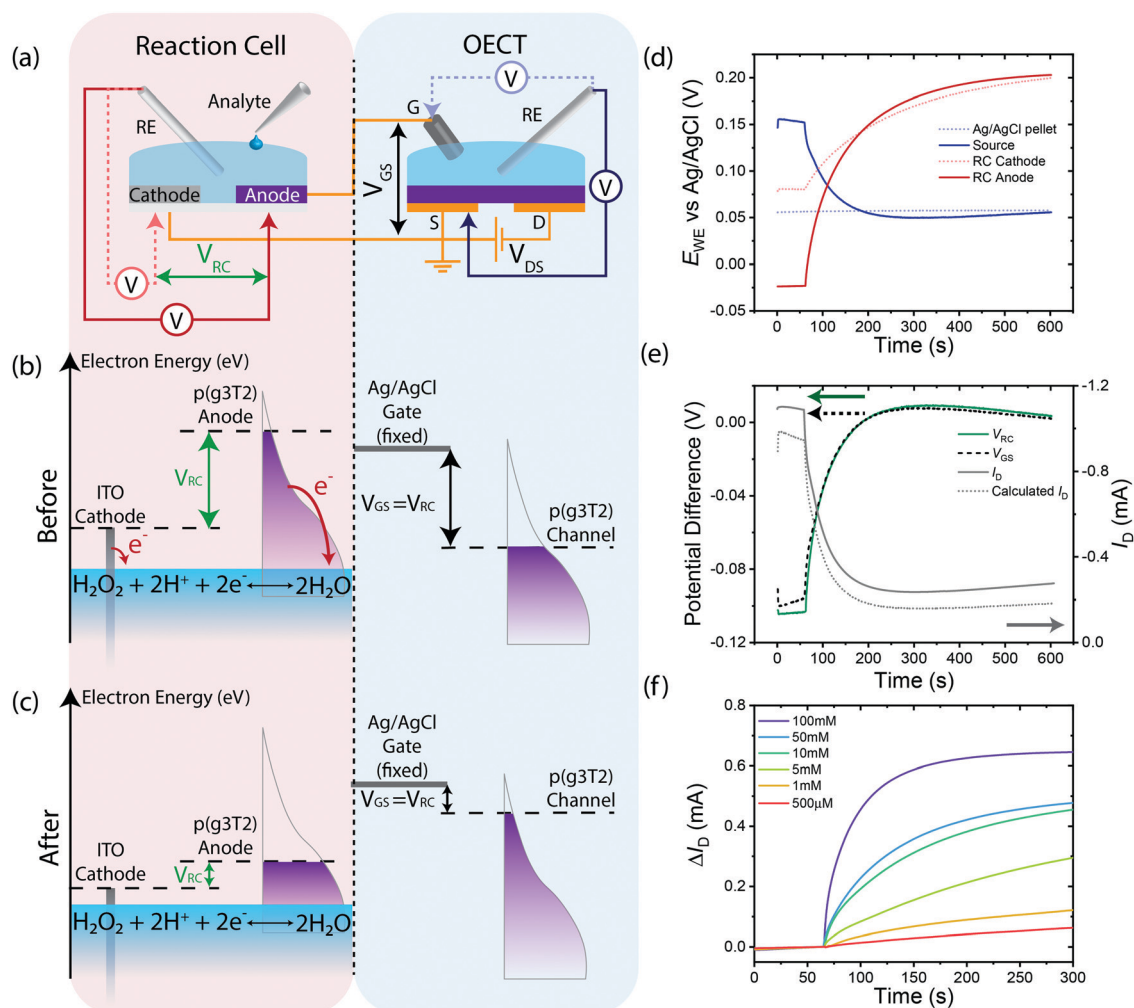 Reaction Cell
OECT
(a)
RE
Analyte
Cathode
Anode
V
V
V_RC
G
V
RE
V_GS
V
S
D
V_DS
(b)
Before
Electron Energy (eV)
p(g3T2)
Anode
V_RC
ITO
Cathode
e⁻
e⁻
H₂O₂ + 2H⁺ + 2e⁻ ⟷ 2H₂O
Ag/AgCl
Gate
(fixed)
V_GS = V_RC
p(g3T2)
Channel
(c)
After
Electron Energy (eV)
p(g3T2)
Anode
ITO
Cathode
V_RC
H₂O₂ + 2H⁺ + 2e⁻ ⟷ 2H₂O
Ag/AgCl
Gate
(fixed)
V_GS = V_RC
p(g3T2)
Channel
(d)
E_WE vs Ag/AgCl (V)
0.20
0.15
0.10
0.05
0.00
-0.05
Ag/AgCl pellet
Source
RC Cathode
RC Anode
0 100 200 300 400 500 600
Time (s)
(e)
Potential Difference (V)
0.00
-0.04
-0.08
-0.12
V_RC
V_GS
I_D
Calculated I_D
-1.2
-0.8
-0.4
0.0
I_D (mA)
0 100 200 300 400 500 600
Time (s)
(f)
ΔI_D (mA)
0.8
0.6
0.4
0.2
0.0
100mM
50mM
10mM
5mM
1mM
500μM
0 50 100 150 200 250 300
Time (s)